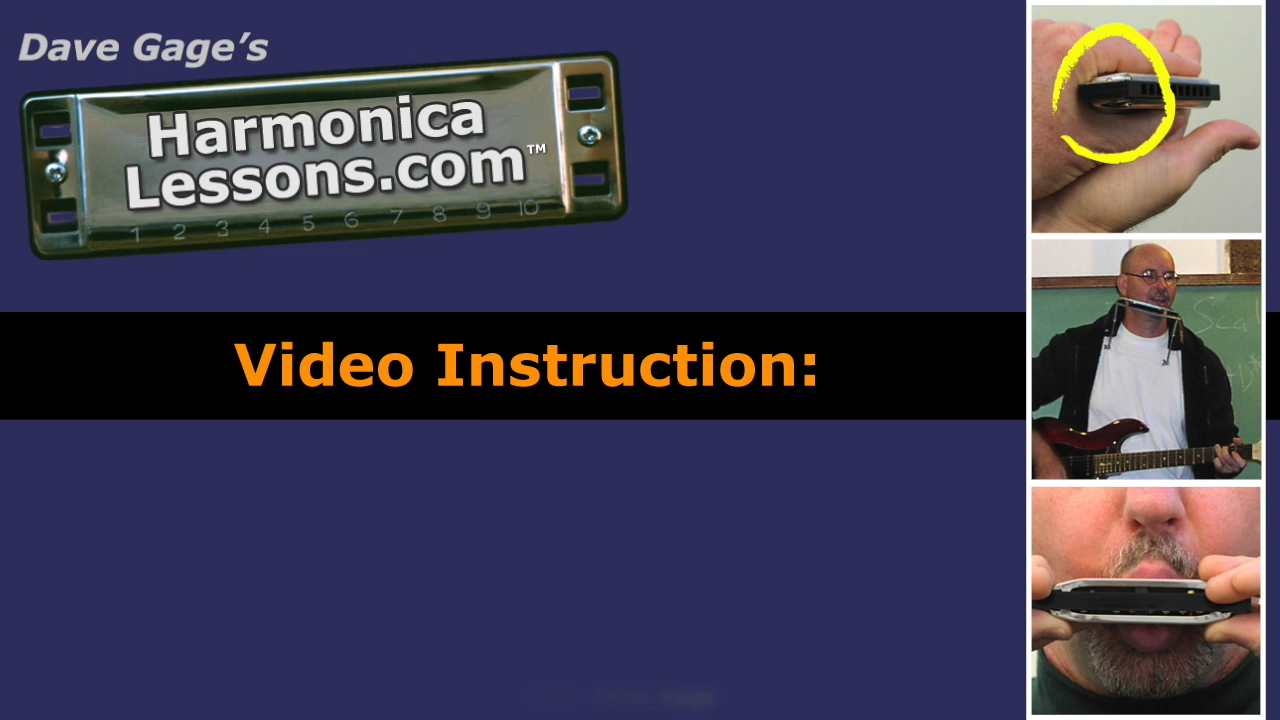 Dave Gage's
Harmonica
Lessons.com™
1 2 3 4 5 6 7 8 9 10
Video Instruction: